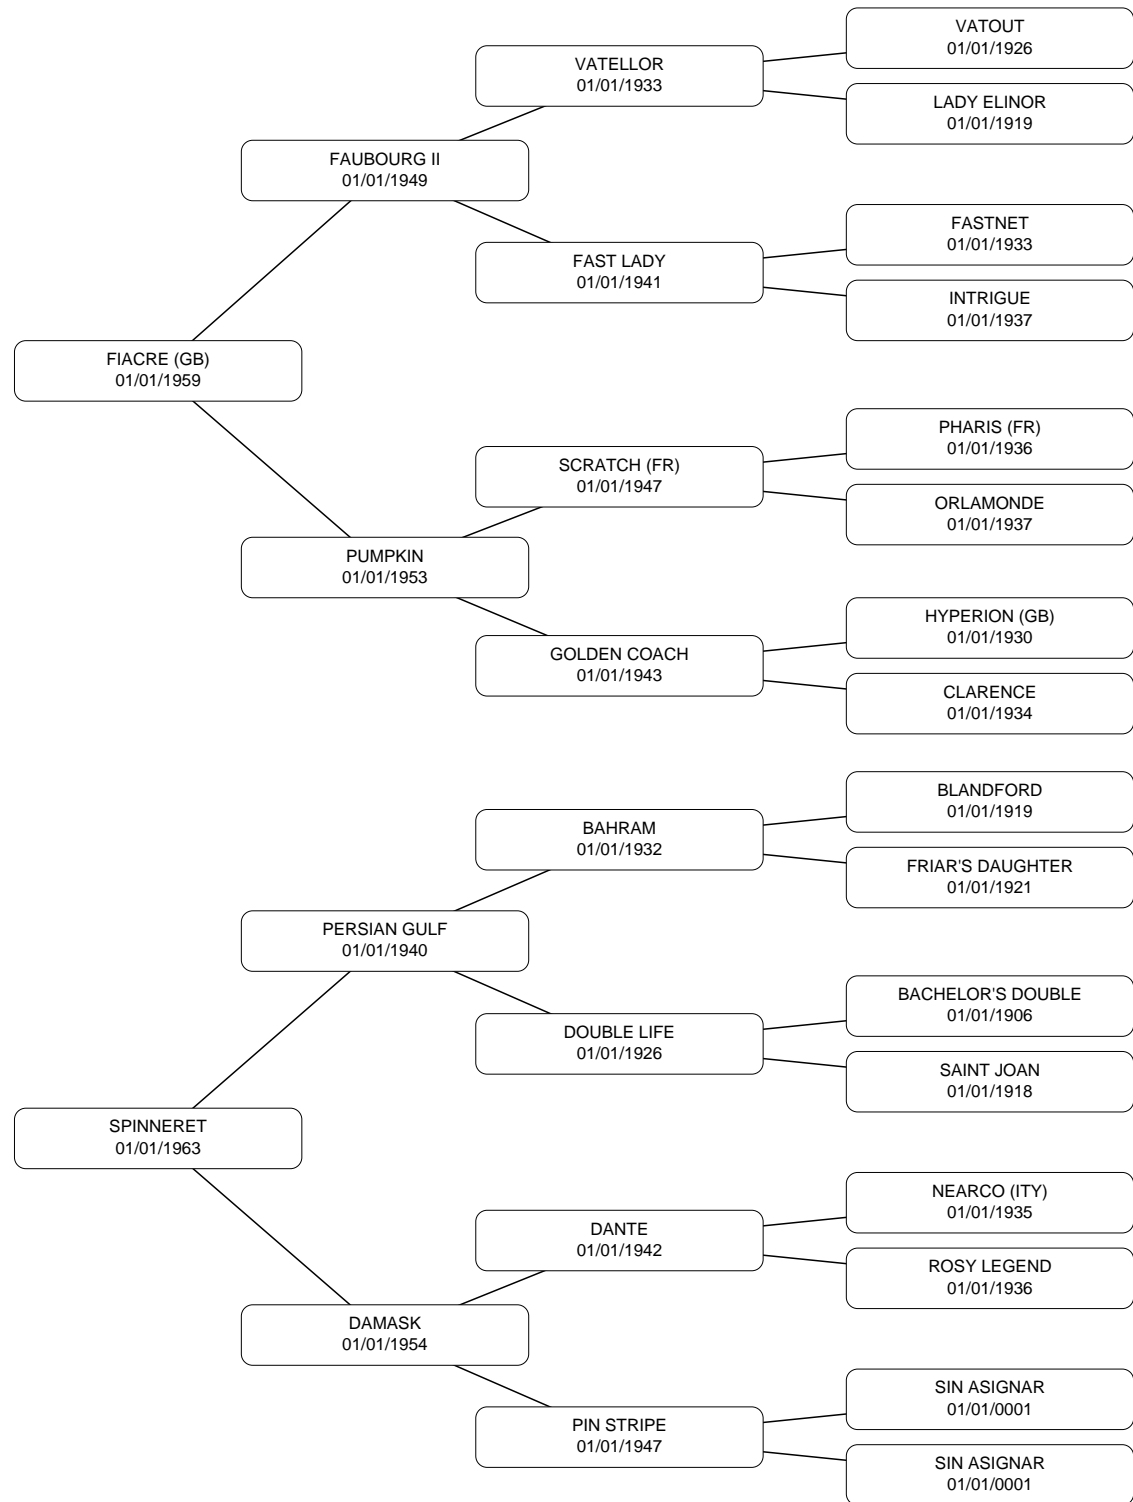 VATOUT
01/01/1926
VATELLOR
01/01/1933
LADY ELINOR
01/01/1919
FAUBOURG II
01/01/1949
FASTNET
01/01/1933
FAST LADY
01/01/1941
INTRIGUE
01/01/1937
FIACRE (GB)
01/01/1959
PHARIS (FR)
01/01/1936
SCRATCH (FR)
01/01/1947
ORLAMONDE
01/01/1937
PUMPKIN
01/01/1953
HYPERION (GB)
01/01/1930
GOLDEN COACH
01/01/1943
CLARENCE
01/01/1934
BLANDFORD
01/01/1919
BAHRAM
01/01/1932
FRIAR'S DAUGHTER
01/01/1921
PERSIAN GULF
01/01/1940
BACHELOR'S DOUBLE
01/01/1906
DOUBLE LIFE
01/01/1926
SAINT JOAN
01/01/1918
SPINNERET
01/01/1963
NEARCO (ITY)
01/01/1935
DANTE
01/01/1942
ROSY LEGEND
01/01/1936
DAMASK
01/01/1954
SIN ASIGNAR
01/01/0001
PIN STRIPE
01/01/1947
SIN ASIGNAR
01/01/0001